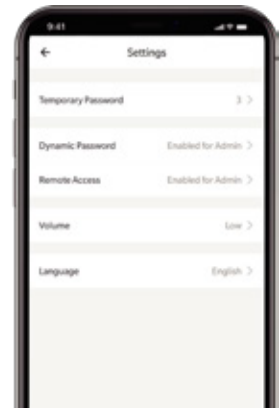 9:41
Settings
Temporary Password 3
Dynamic Password Enabled for Admin
Remote Access Enabled for Admin
Volume Low
Language English